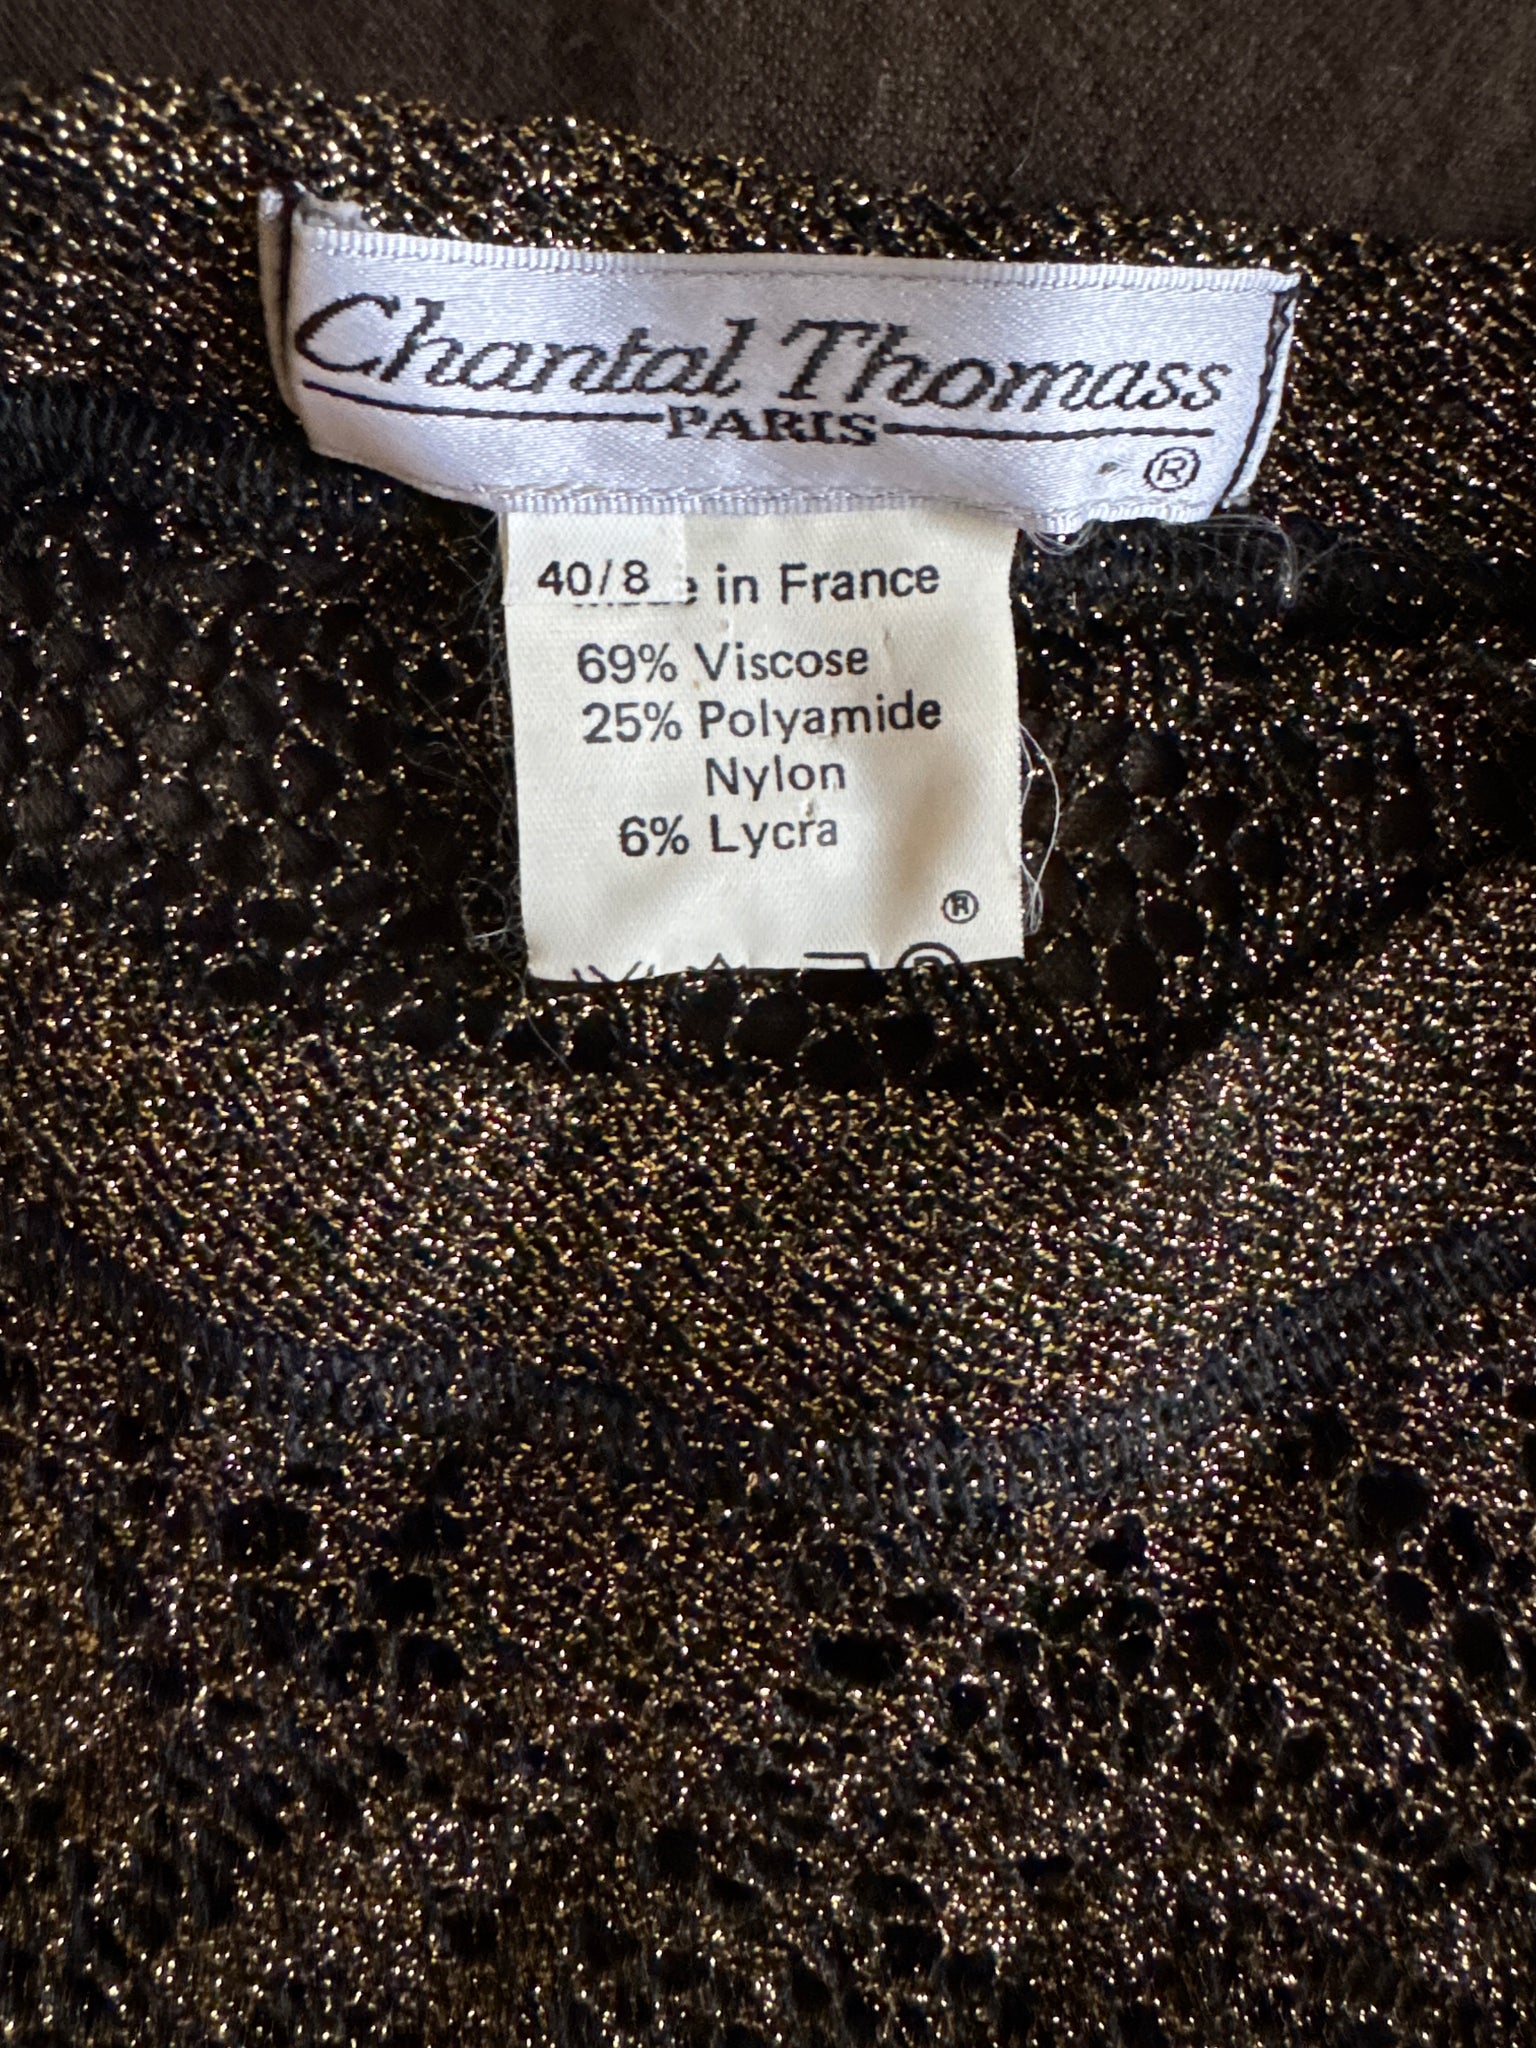 Chantal Thomass
PARIS
®
40/8
in France
69% Viscose
25% Polyamide
Nylon
6% Lycra
®